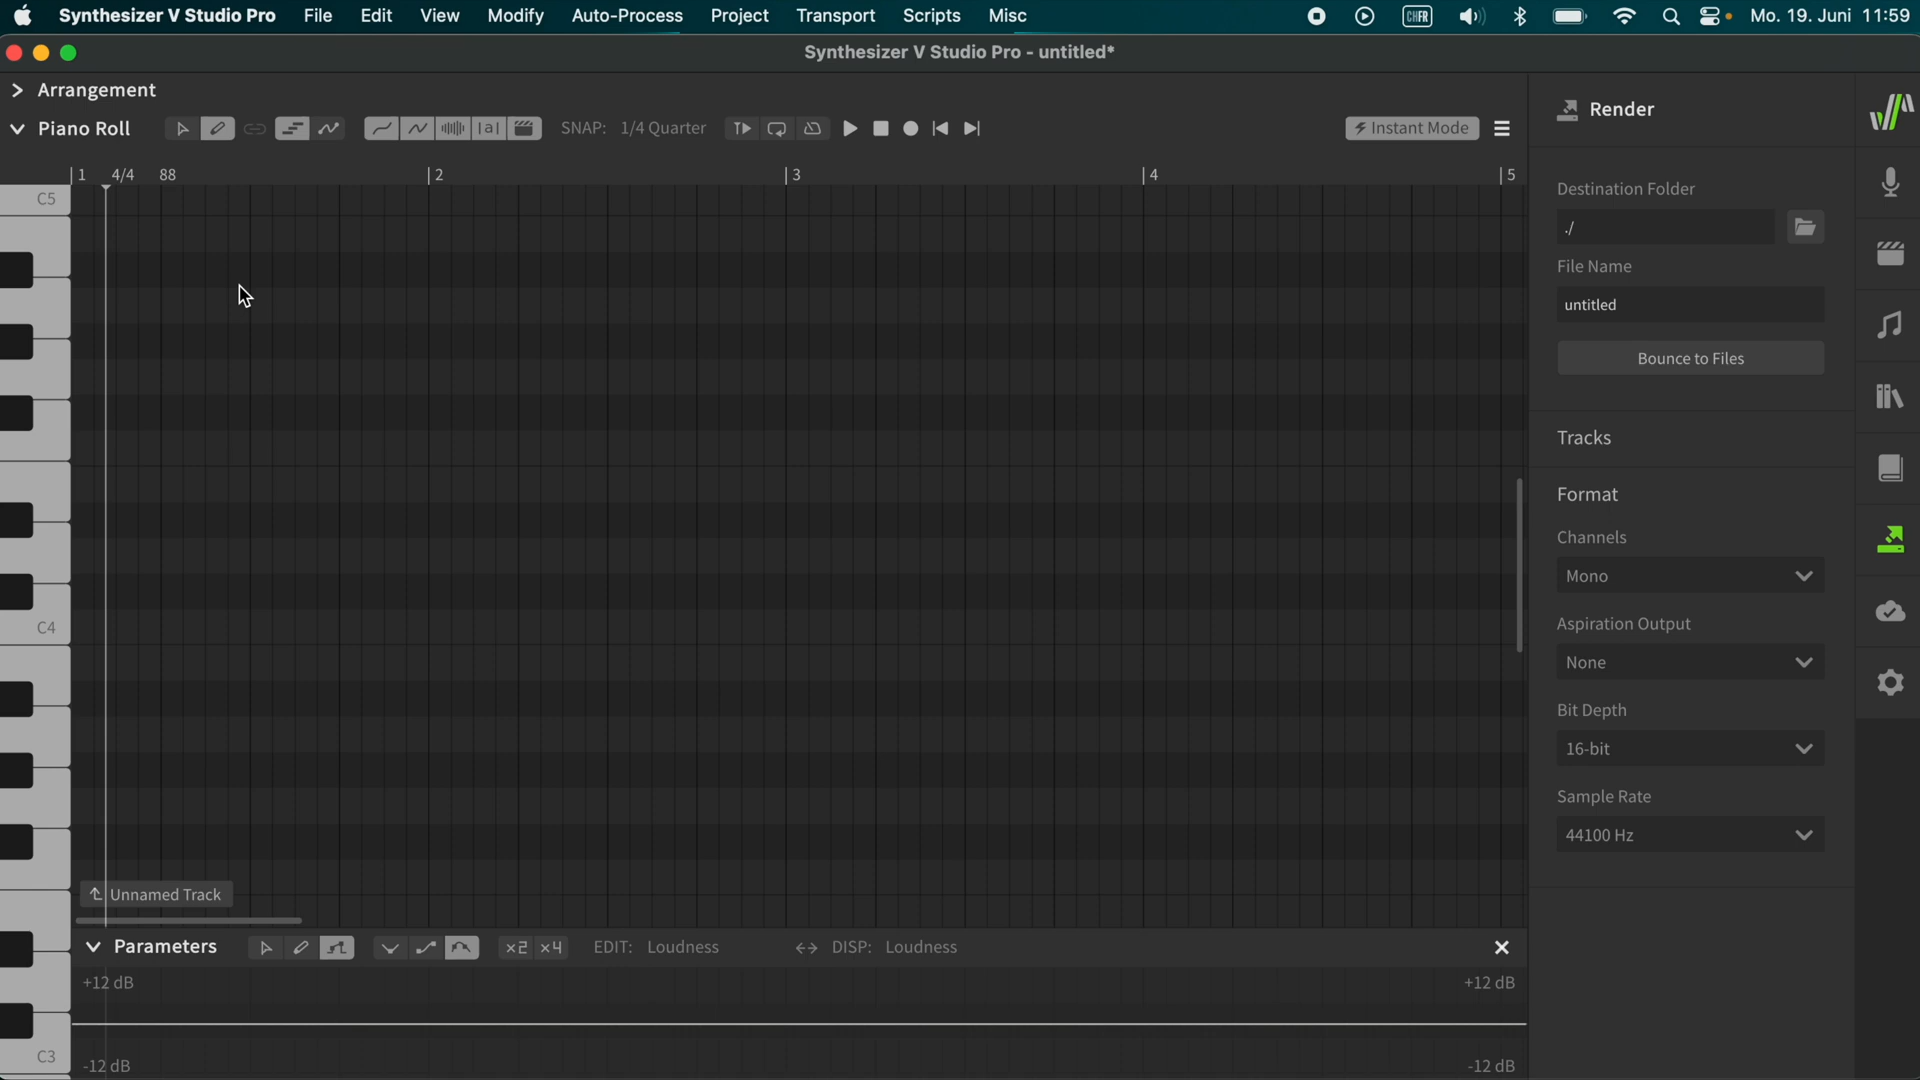 Synthesizer V Studio Pro File Edit View Modify Auto-Process Project Transport Scripts Misc CHFR Mo. 19. Juni 11:59
Synthesizer V Studio Pro - untitled*
Arrangement
Piano Roll |a| SNAP: 1/4 Quarter Instant Mode
1 4/4 88 2 3 4 5
C5
C4
C3
Unnamed Track
Parameters x2 x4 EDIT: Loudness DISP: Loudness
+12 dB +12 dB
-12 dB -12 dB
Render
Destination Folder
./
File Name
untitled
Bounce to Files
Tracks
Format
Channels
Mono
Aspiration Output
None
Bit Depth
16-bit
Sample Rate
44100 Hz